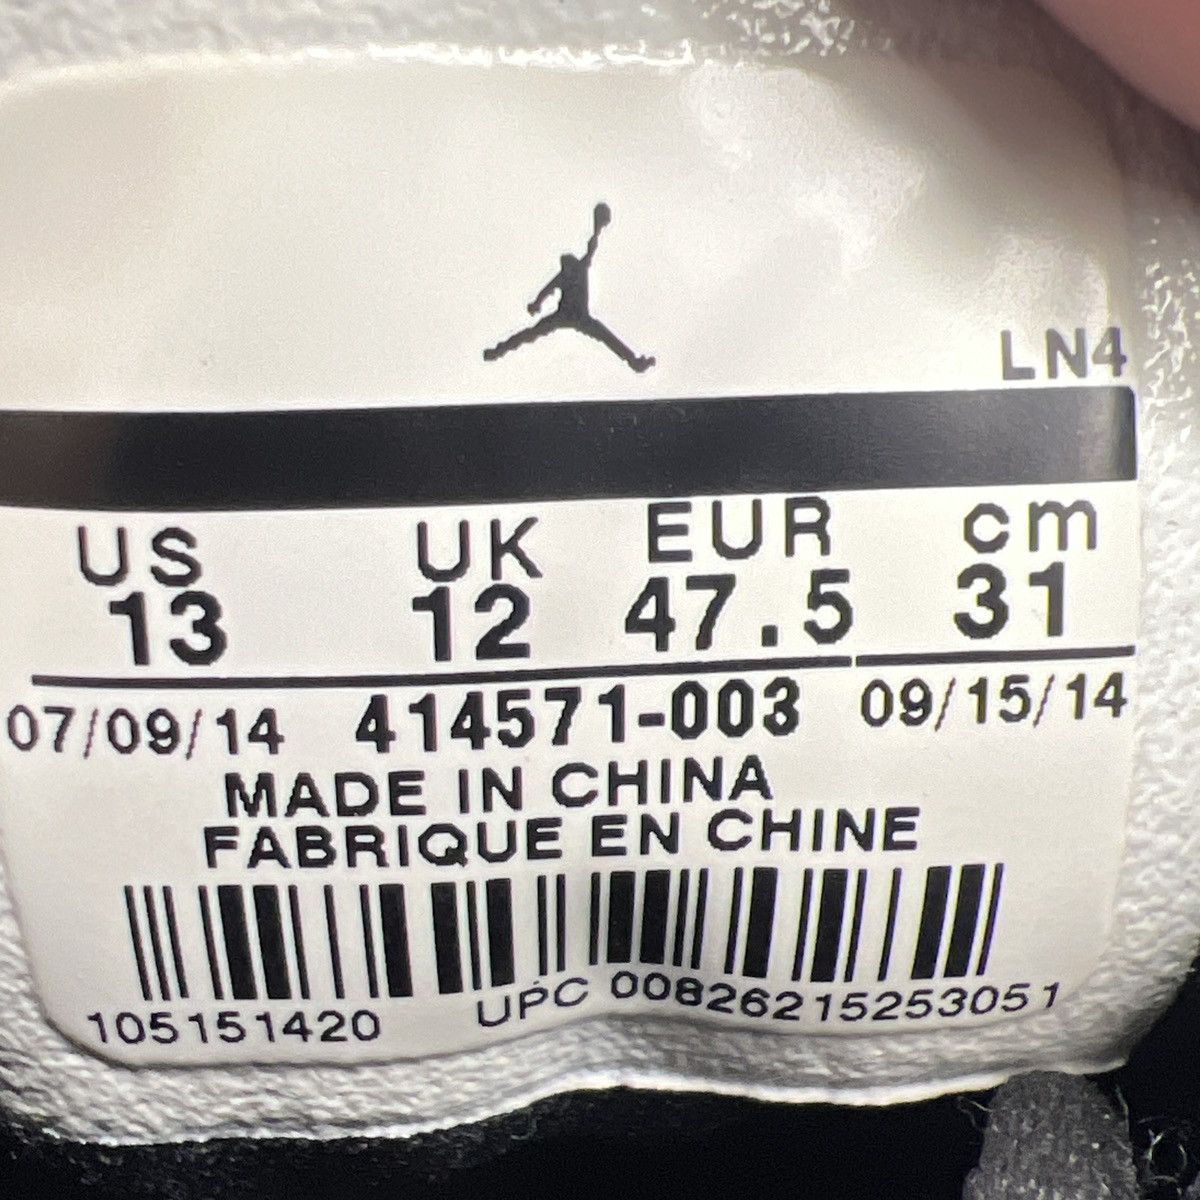 LN4
US UK EUR cm
13 12 47.5 31
07/09/14 414571-003 09/15/14
MADE IN CHINA
FABRIQUE EN CHINE
105151420 UPC 00826215253051